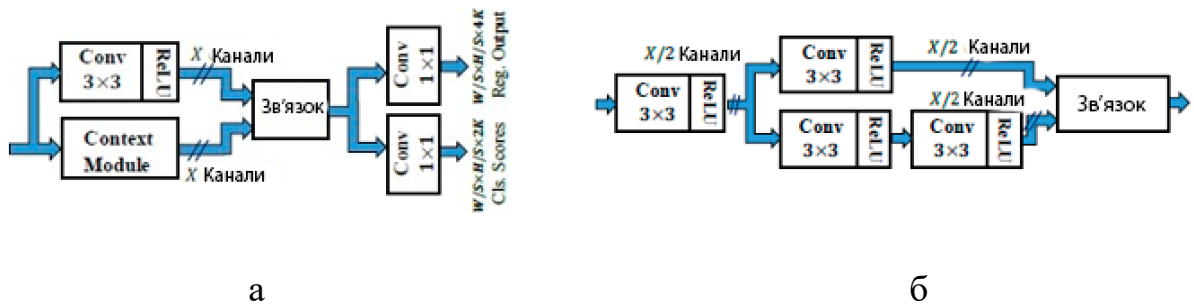 Conv
3×3
ReLU
X Канали
Context
Module
X Канали
Зв'язок
Conv
1×1
W/S×H/S×4K
Reg. Output
Conv
1×1
W/S×H/S×2K
Cls. Scores
а
X/2 Канали
Conv
3×3
ReLU
Conv
3×3
ReLU
X/2 Канали
Conv
3×3
ReLU
X/2 Канали
Conv
3×3
ReLU
Зв'язок
б